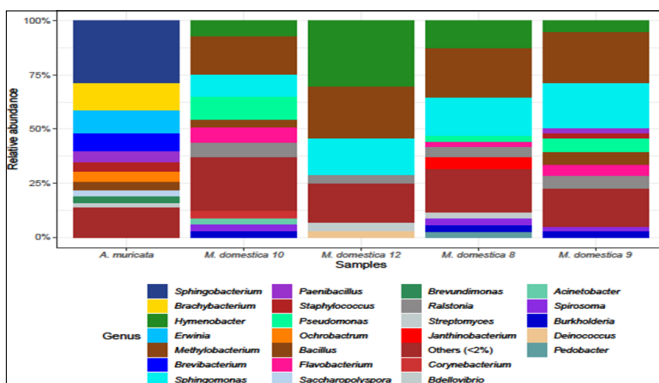 100%
75%
50%
25%
0%
Relative abundance
A. muricata M. domestica 10 M. domestica 12 M. domestica 8 M. domestica 9
Samples
Genus
Sphingobacterium Paenibacillus Brevundimonas Acinetobacter
Brachybacterium Staphylococcus Ralstonia Spirosoma
Hymenobacter Pseudomonas Streptomyces Burkholderia
Erwinia Ochrobactrum Janthinobacterium Deinococcus
Methylobacterium Bacillus Others (<2%) Pedobacter
Brevibacterium Flavobacterium Corynebacterium
Sphingomonas Saccharopolyspora Bdellovibrio